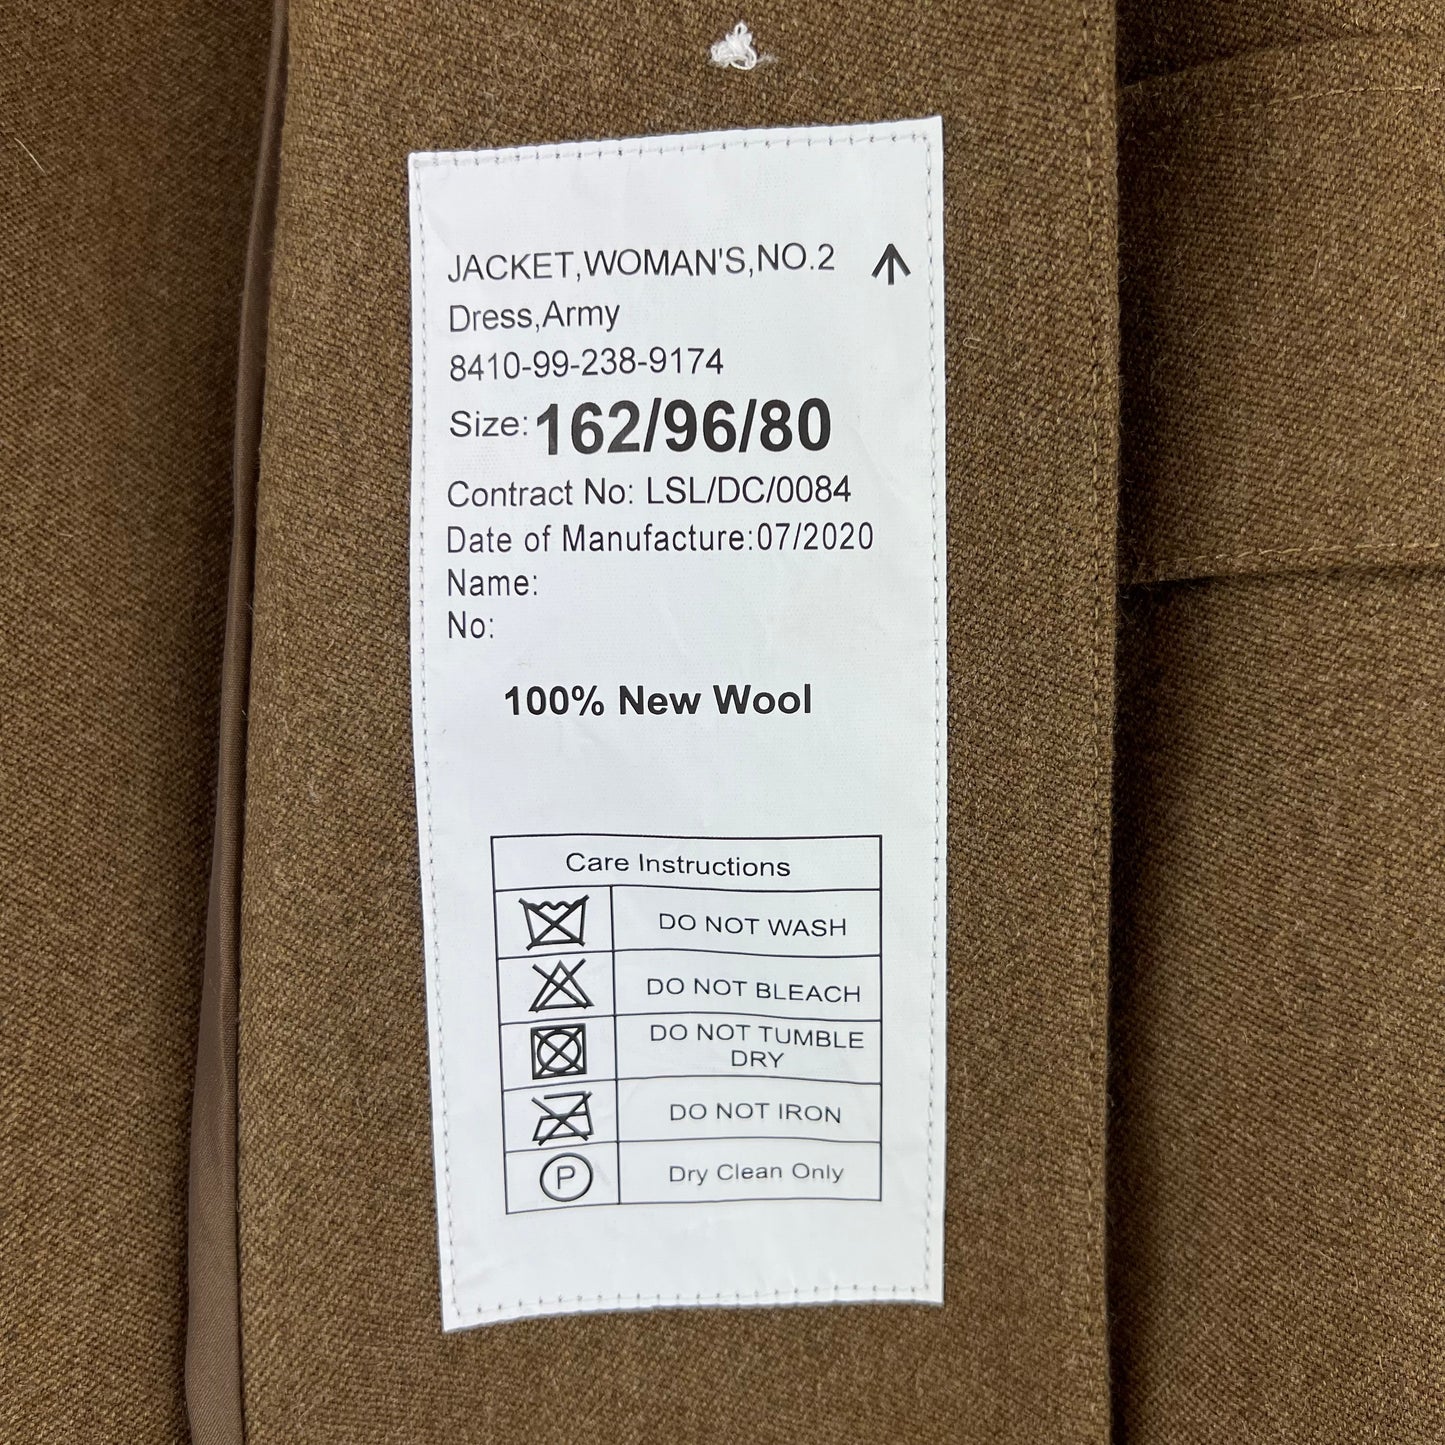 JACKET,WOMAN'S,NO.2
Dress,Army
8410-99-238-9174
Size: 162/96/80
Contract No: LSL/DC/0084
Date of Manufacture:07/2020
Name:
No:
100% New Wool
Care Instructions
DO NOT WASH
DO NOT BLEACH
DO NOT TUMBLE
DRY
DO NOT IRON
P Dry Clean Only